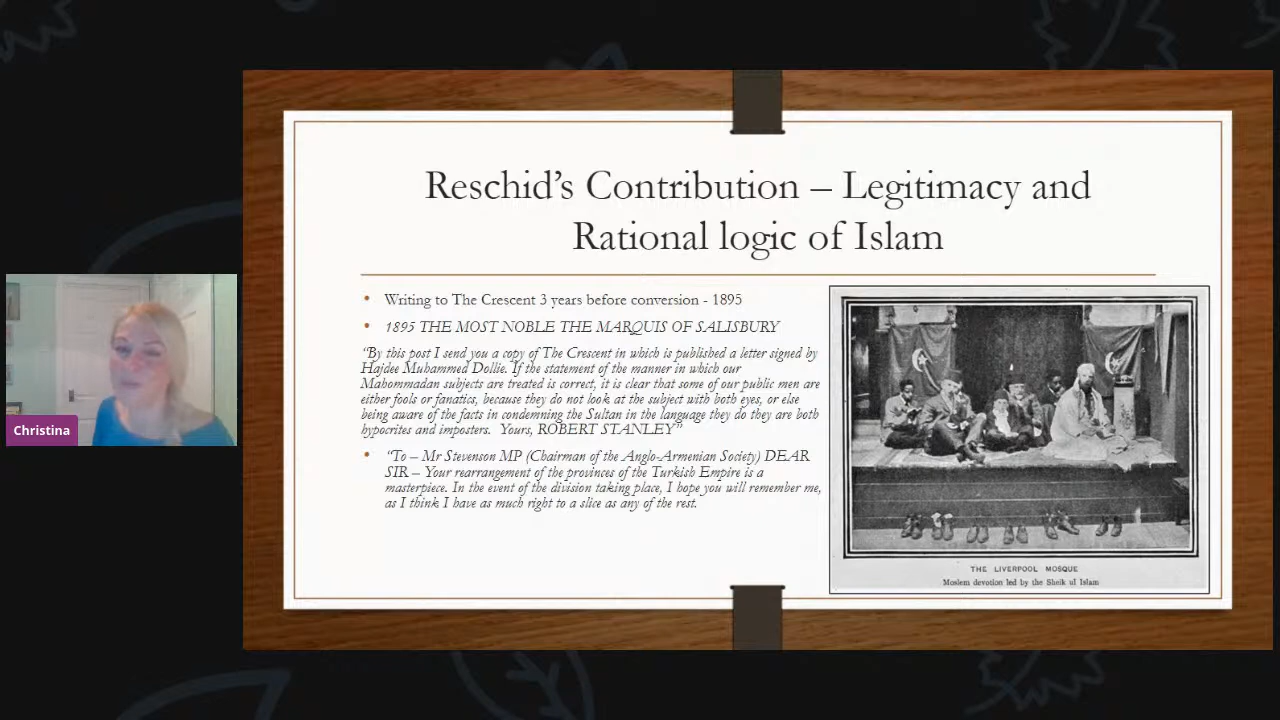 Reschid's Contribution – Legitimacy and
Rational logic of Islam
• Writing to The Crescent 3 years before conversion - 1895
• 1895 THE MOST NOBLE THE MARQUIS OF SALISBURY
“By this post I send you a copy of The Crescent in which is published a letter signed by
Hajdee Muhammed Dollie. If the statement of the manner in which our
Mahommadan subjects are treated is correct, it is clear that some of our public men are
either fools or fanatics, because they do not look at the subject with both eyes, or else
being aware of the facts in condemning the Sultan in the language they do they are both
hypocrites and imposters. Yours, ROBERT STANLEY”
• “To – Mr Stevenson MP (Chairman of the Anglo-Armenian Society) DEAR
SIR – Your rearrangement of the provinces of the Turkish Empire is a
masterpiece. In the event of the division taking place, I hope you will remember me,
as I think I have as much right to a slice as any of the rest.
THE LIVERPOOL MOSQUE
Moslem devotion led by the Sheik ul Islam
Christina